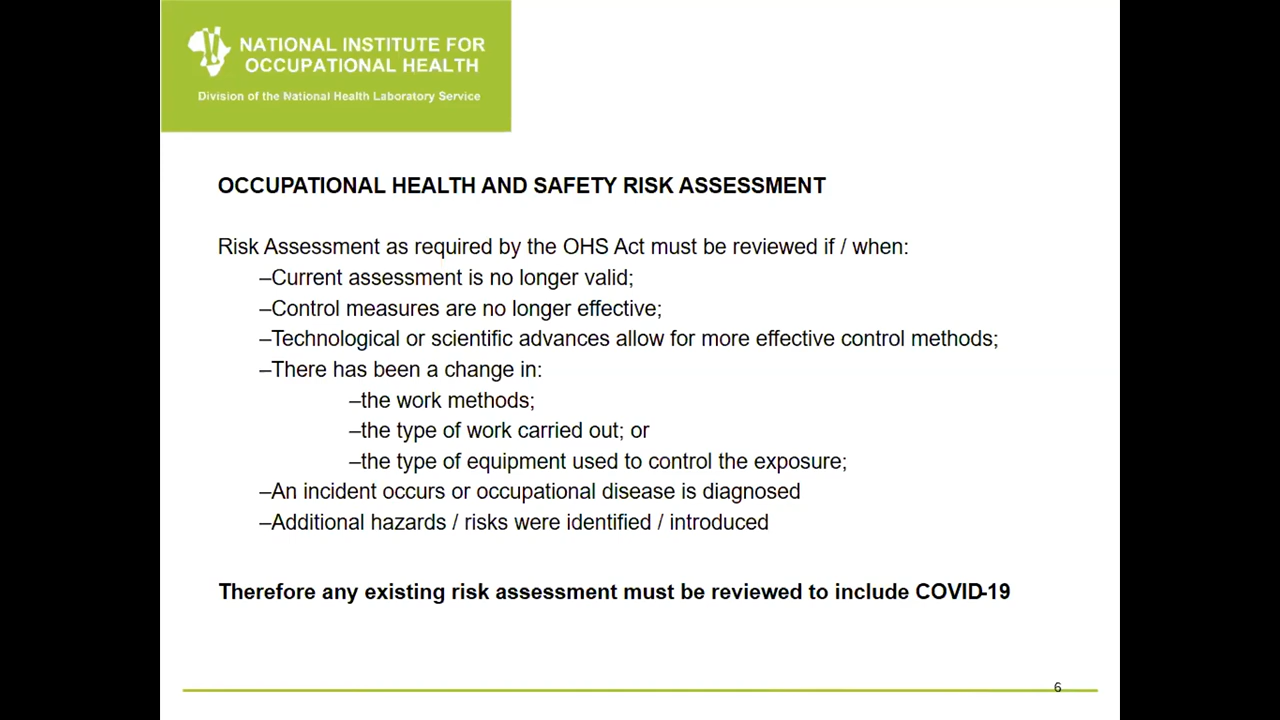 NATIONAL INSTITUTE FOR
OCCUPATIONAL HEALTH
Division of the National Health Laboratory Service
OCCUPATIONAL HEALTH AND SAFETY RISK ASSESSMENT
Risk Assessment as required by the OHS Act must be reviewed if / when:
–Current assessment is no longer valid;
–Control measures are no longer effective;
–Technological or scientific advances allow for more effective control methods;
–There has been a change in:
–the work methods;
–the type of work carried out; or
–the type of equipment used to control the exposure;
–An incident occurs or occupational disease is diagnosed
–Additional hazards / risks were identified / introduced
Therefore any existing risk assessment must be reviewed to include COVID-19
6